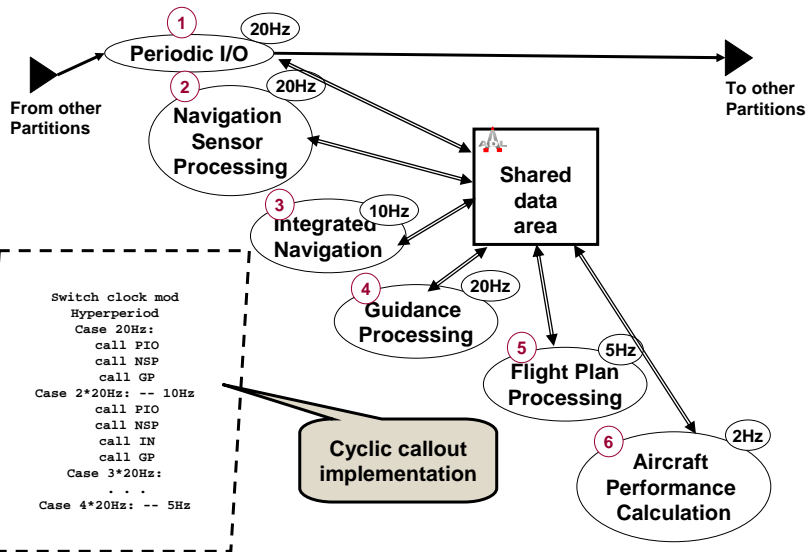 1
20Hz
Periodic I/O
From other
Partitions
To other
Partitions
2
20Hz
Navigation
Sensor
Processing
ADL
Shared
data
area
3
10Hz
Integrated
Navigation
4
20Hz
Guidance
Processing
5
5Hz
Flight Plan
Processing
6
2Hz
Aircraft
Performance
Calculation
Switch clock mod
Hyperperiod
Case 20Hz:
call PIO
call NSP
call GP
Case 2*20Hz: -- 10Hz
call PIO
call NSP
call IN
call GP
Case 3*20Hz:
. . .
Case 4*20Hz: -- 5Hz
Cyclic callout
implementation